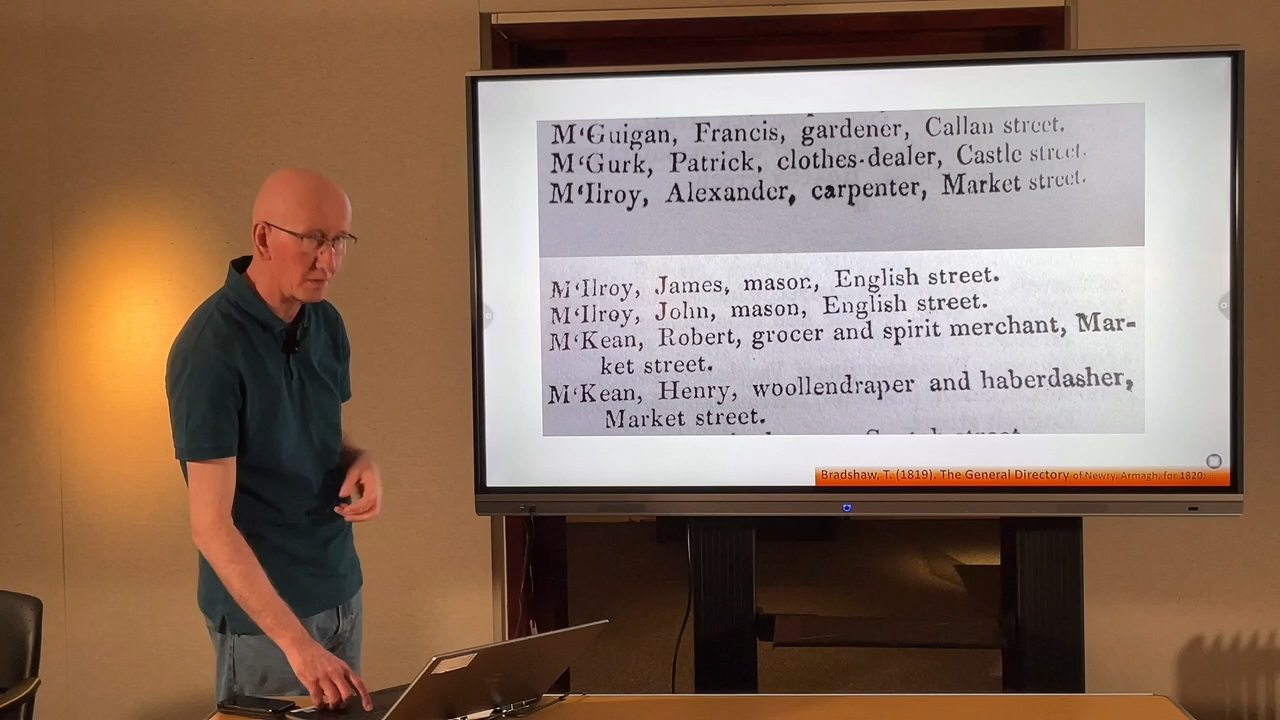 M‘Guigan, Francis, gardener, Callan street.
M‘Gurk, Patrick, clothes-dealer, Castle street.
M‘Ilroy, Alexander, carpenter, Market street.
M‘Ilroy, James, mason, English street.
M‘Ilroy, John, mason, English street.
M‘Kean, Robert, grocer and spirit merchant, Mar-
ket street.
M‘Kean, Henry, woollendraper and haberdasher,
Market street.
street
Bradshaw, T. (1819). The General Directory of Newry, Armagh, for 1820: